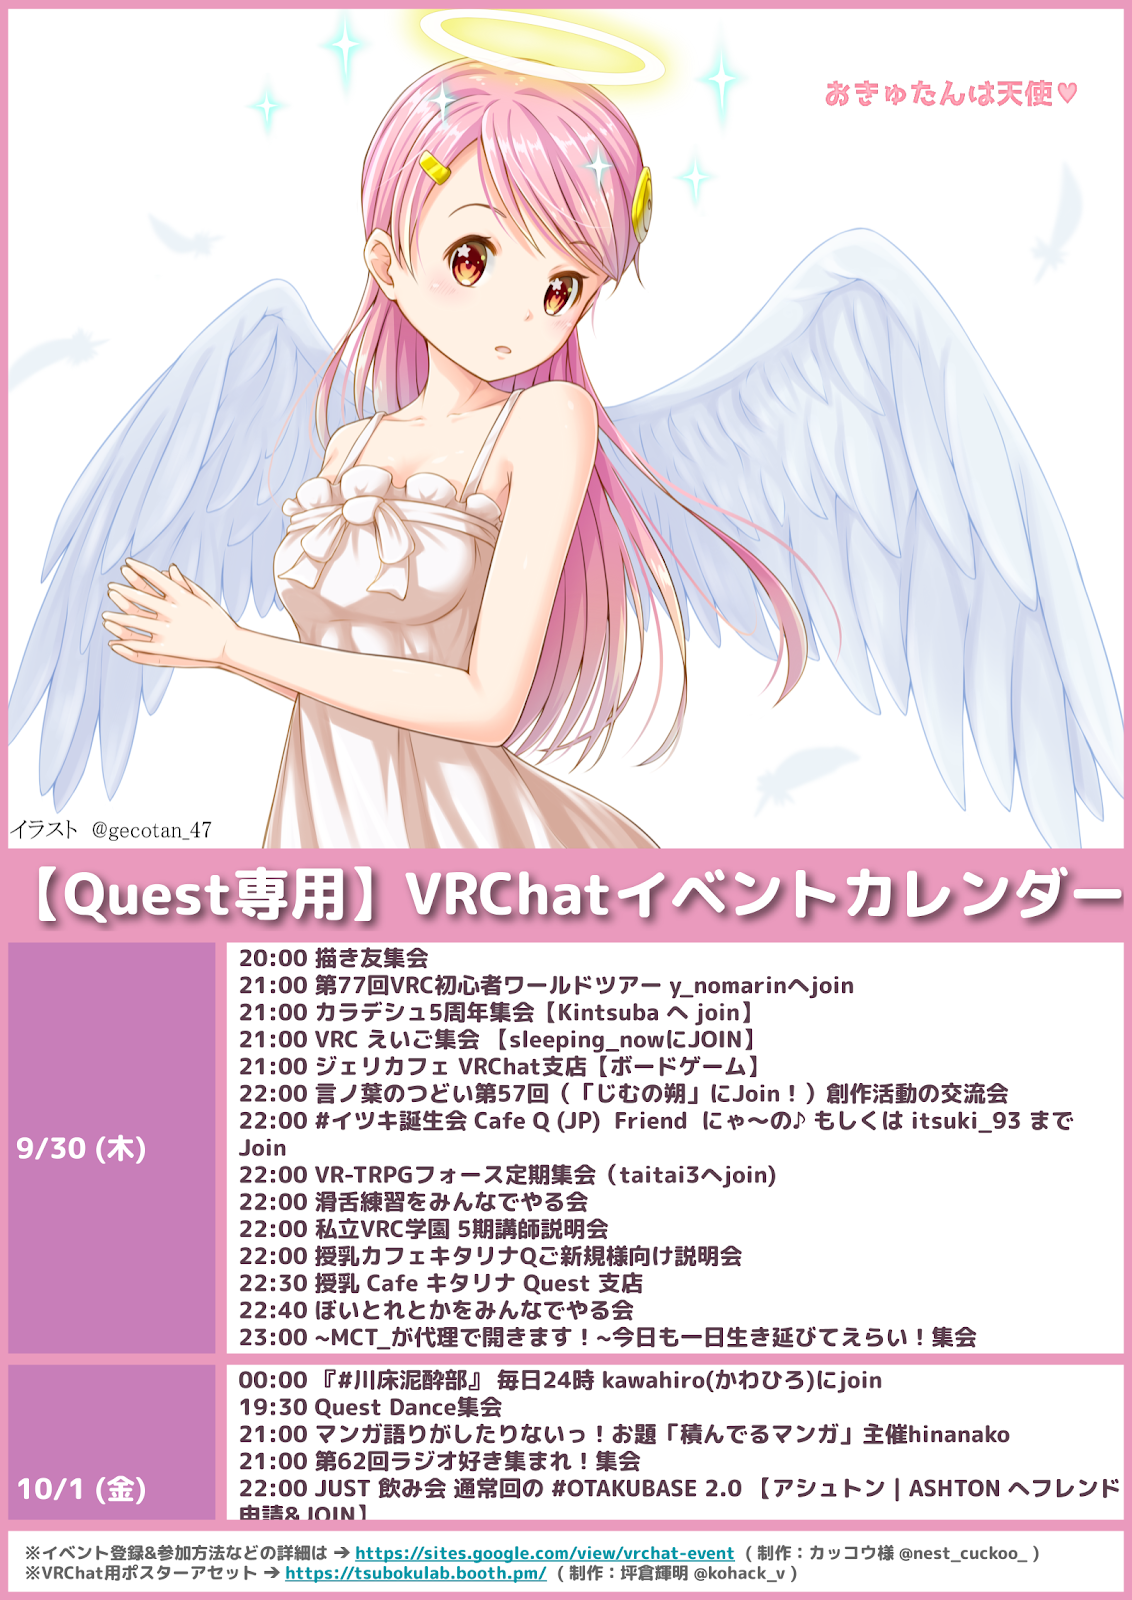 おきゅたんは天使♥
イラスト @gecotan_47
【Quest専用】VRChatイベントカレンダー
9/30 (木)
20:00 描き友集会
21:00 第77回VRC初心者ワールドツアー y_nomarinへjoin
21:00 カラデシュ5周年集会【Kintsuba へ join】
21:00 VRC えいご集会 【sleeping_nowにJOIN】
21:00 ジェリカフェ VRChat支店【ボードゲーム】
22:00 言ノ葉のつどい第57回（「じむの朔」にJoin！）創作活動の交流会
22:00 #イツキ誕生会 Cafe Q (JP)  Friend  にゃ～の♪ もしくは itsuki_93 まで
Join
22:00 VR-TRPGフォース定期集会（taitai3へjoin)
22:00 滑舌練習をみんなでやる会
22:00 私立VRC学園 5期講師説明会
22:00 授乳カフェキタリナQご新規様向け説明会
22:30 授乳 Cafe キタリナ Quest 支店
22:40 ぼいとれとかをみんなでやる会
23:00 ~MCT_が代理で開きます！~今日も一日生き延びてえらい！集会
10/1 (金)
00:00 『#川床泥酔部』 毎日24時 kawahiro(かわひろ)にjoin
19:30 Quest Dance集会
21:00 マンガ語りがしたりないっ！お題「積んでるマンガ」主催hinanako
21:00 第62回ラジオ好き集まれ！集会
22:00 JUST 飲み会 通常回の #OTAKUBASE 2.0 【アシュトン | ASHTON へフレンド
申請&JOIN】
※イベント登録&参加方法などの詳細は ➔ https://sites.google.com/view/vrchat-event ( 制作：カッコウ様 @nest_cuckoo_ )
※VRChat用ポスターアセット ➔ https://tsubokulab.booth.pm/ ( 制作：坪倉輝明 @kohack_v )